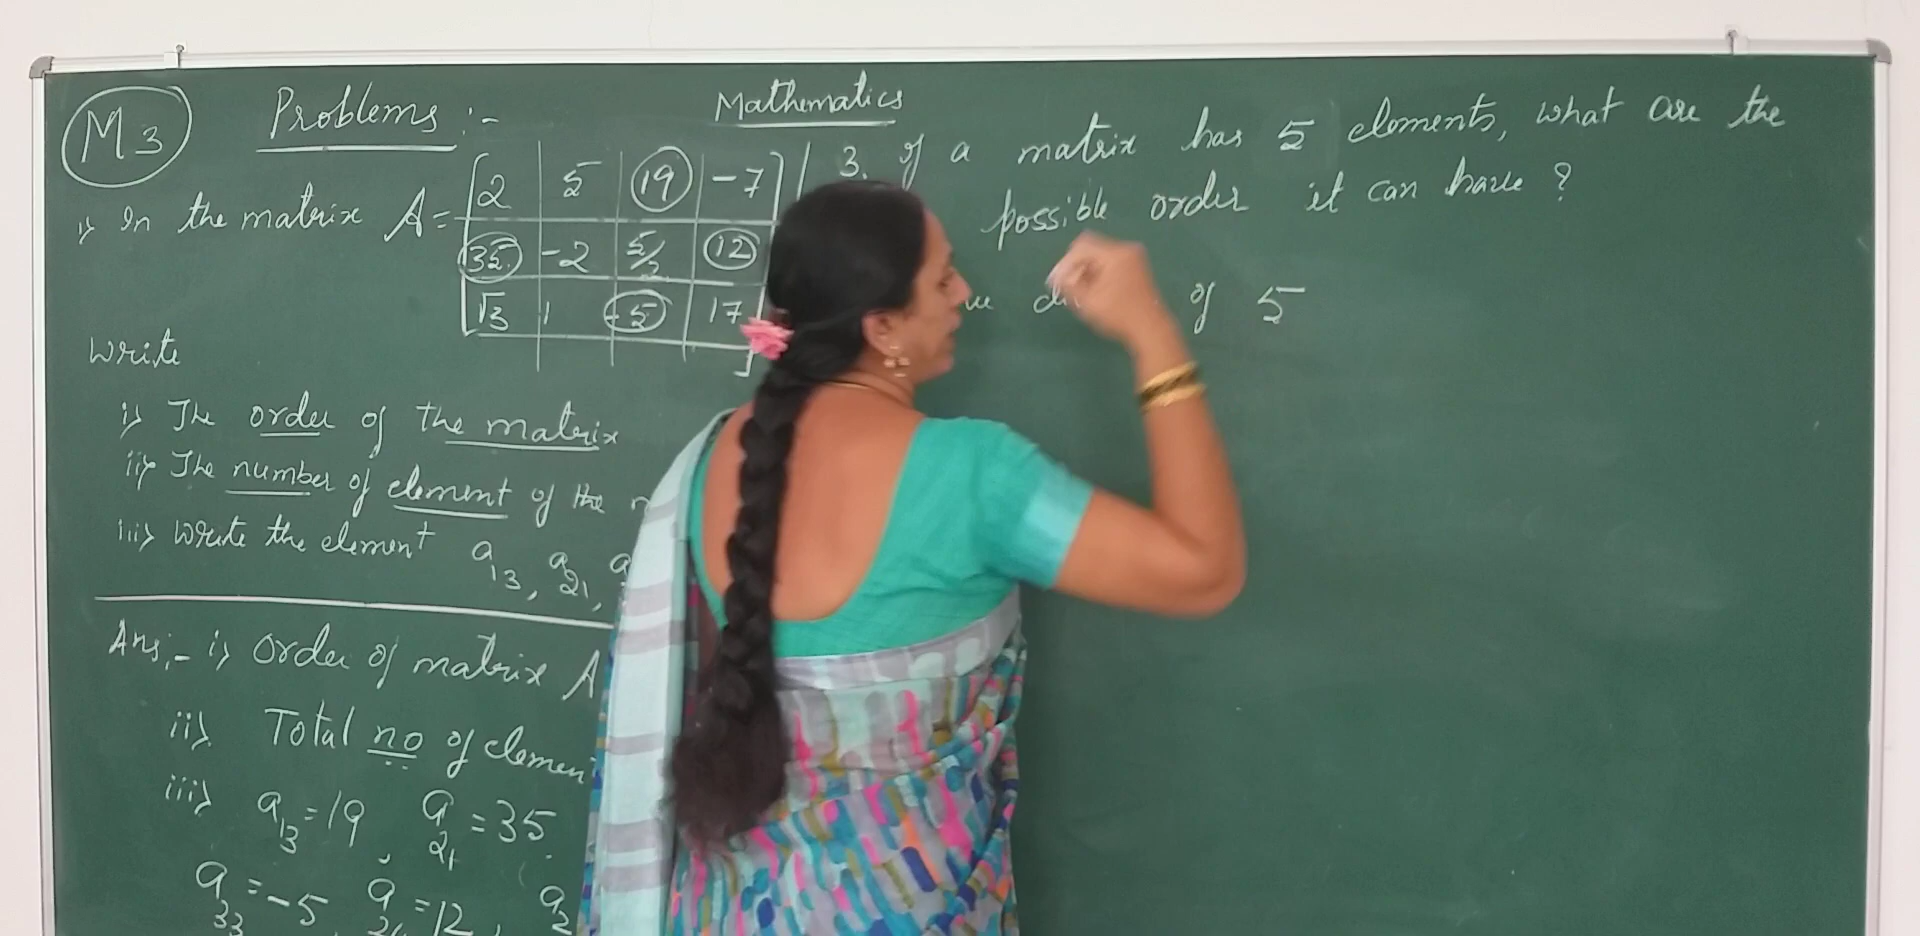 M3
Problems :-
Mathematics
i) In the matrix A =
2 5 19 -7
35 -2 5/2 12
√3 1 -5 17
Write
i) The order of the matrix
ii) The number of element of the
iii) Write the element a13, a21,
Ans:- i) Order of matrix A
ii) Total no of elemen
iii) a13 = 19 a21 = 35
a33 = -5, a24 = 12,
3. If a matrix has 5 elements, what are the
possible order it can have ?
of 5